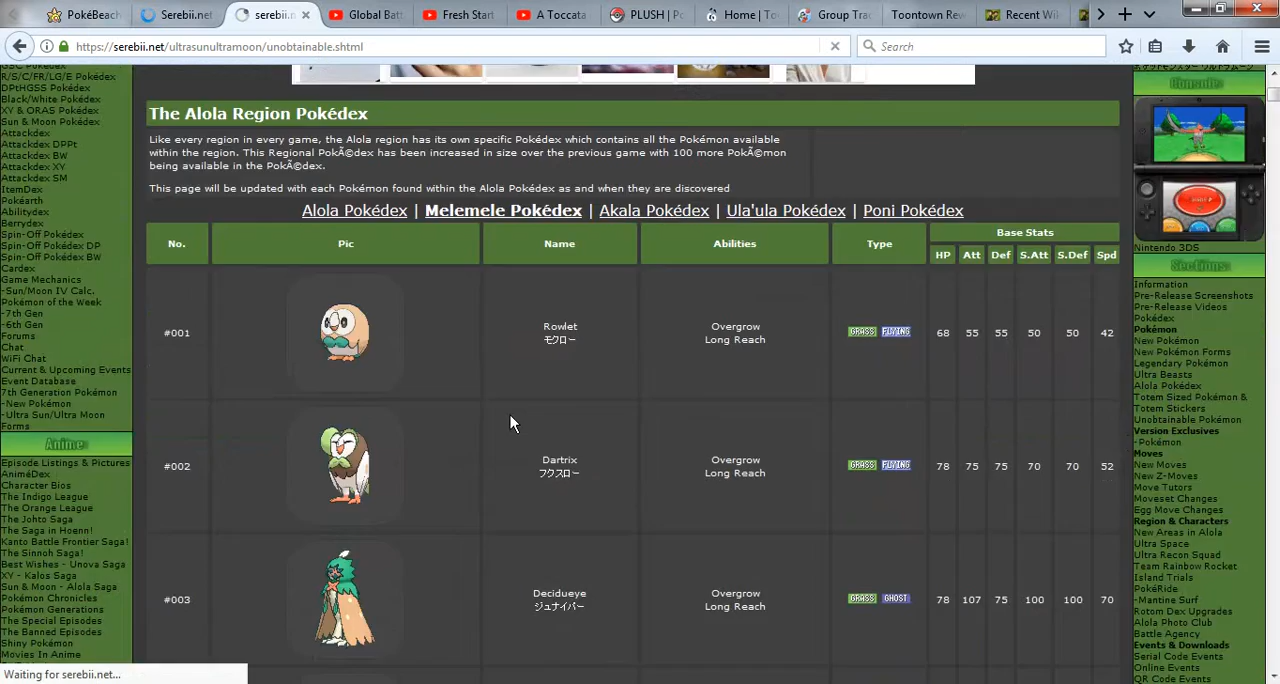 PokéBeach
Serebii.net
serebii.n
Global Batt
Fresh Start
A Toccata
PLUSH | Po
Home | To
Group Trac
Toontown Rew
Recent Wil
https://serebii.net/ultrasunultramoon/unobtainable.shtml
Search
GSC Pokédex
R/S/C/FR/LG/E Pokédex
DPtHGSS Pokédex
Black/White Pokédex
XY & ORAS Pokédex
Sun & Moon Pokédex
Attackdex
Attackdex DPPt
Attackdex BW
Attackdex XY
Attackdex SM
ItemDex
Pokéarth
Abilitydex
Berrydex
Spin-Off Pokédex
Spin-Off Pokédex DP
Spin-Off Pokédex BW
Cardex
Game Mechanics
-Sun/Moon IV Calc.
Pokémon of the Week
-7th Gen
-6th Gen
Forums
Chat
WiFi Chat
Current & Upcoming Events
Event Database
7th Generation Pokémon
-New Pokémon
-Ultra Sun/Ultra Moon
Forms
Anime:
Episode Listings & Pictures
AniméDex
Character Bios
The Indigo League
The Orange League
The Johto Saga
The Saga in Hoenn!
Kanto Battle Frontier Saga!
The Sinnoh Saga!
Best Wishes - Unova Saga
XY - Kalos Saga
Sun & Moon - Alola Saga
Pokémon Chronicles
Pokémon Generations
The Special Episodes
The Banned Episodes
Shiny Pokémon
Movies In Anime
Waiting for serebii.net...
The Alola Region Pokédex
Like every region in every game, the Alola region has its own specific Pokédex which contains all the Pokémon available
within the region. This Regional PokÃ©dex has been increased in size over the previous game with 100 more PokÃ©mon
being available in the PokÃ©dex.
This page will be updated with each Pokémon found within the Alola Pokédex as and when they are discovered
Alola Pokédex | Melemele Pokédex | Akala Pokédex | Ula'ula Pokédex | Poni Pokédex
No. Pic Name Abilities Type Base Stats
HP Att Def S.Att S.Def Spd
#001 Rowlet モクロー Overgrow Long Reach GRASS FLYING 68 55 55 50 50 42
#002 Dartrix フクスロー Overgrow Long Reach GRASS FLYING 78 75 75 70 70 52
#003 Decidueye ジュナイパー Overgrow Long Reach GRASS GHOST 78 107 75 100 100 70
Consoles
Nintendo 3DS
Sections:
Information
Pre-Release Screenshots
Pre-Release Videos
Pokédex
Pokémon
New Pokémon
New Pokémon Forms
Legendary Pokémon
Ultra Beasts
Alola Pokédex
Totem Sized Pokémon &
Totem Stickers
Unobtainable Pokémon
Version Exclusives
-Pokémon
Moves
New Moves
New Z-Moves
Move Tutors
Moveset Changes
Egg Move Changes
Region & Characters
New Areas in Alola
Ultra Space
Ultra Recon Squad
Team Rainbow Rocket
Island Trials
PokéRide
-Mantine Surf
Rotom Dex Upgrades
Alola Photo Club
Battle Agency
Events & Downloads
Serial Code Events
Online Events
QR Code Events